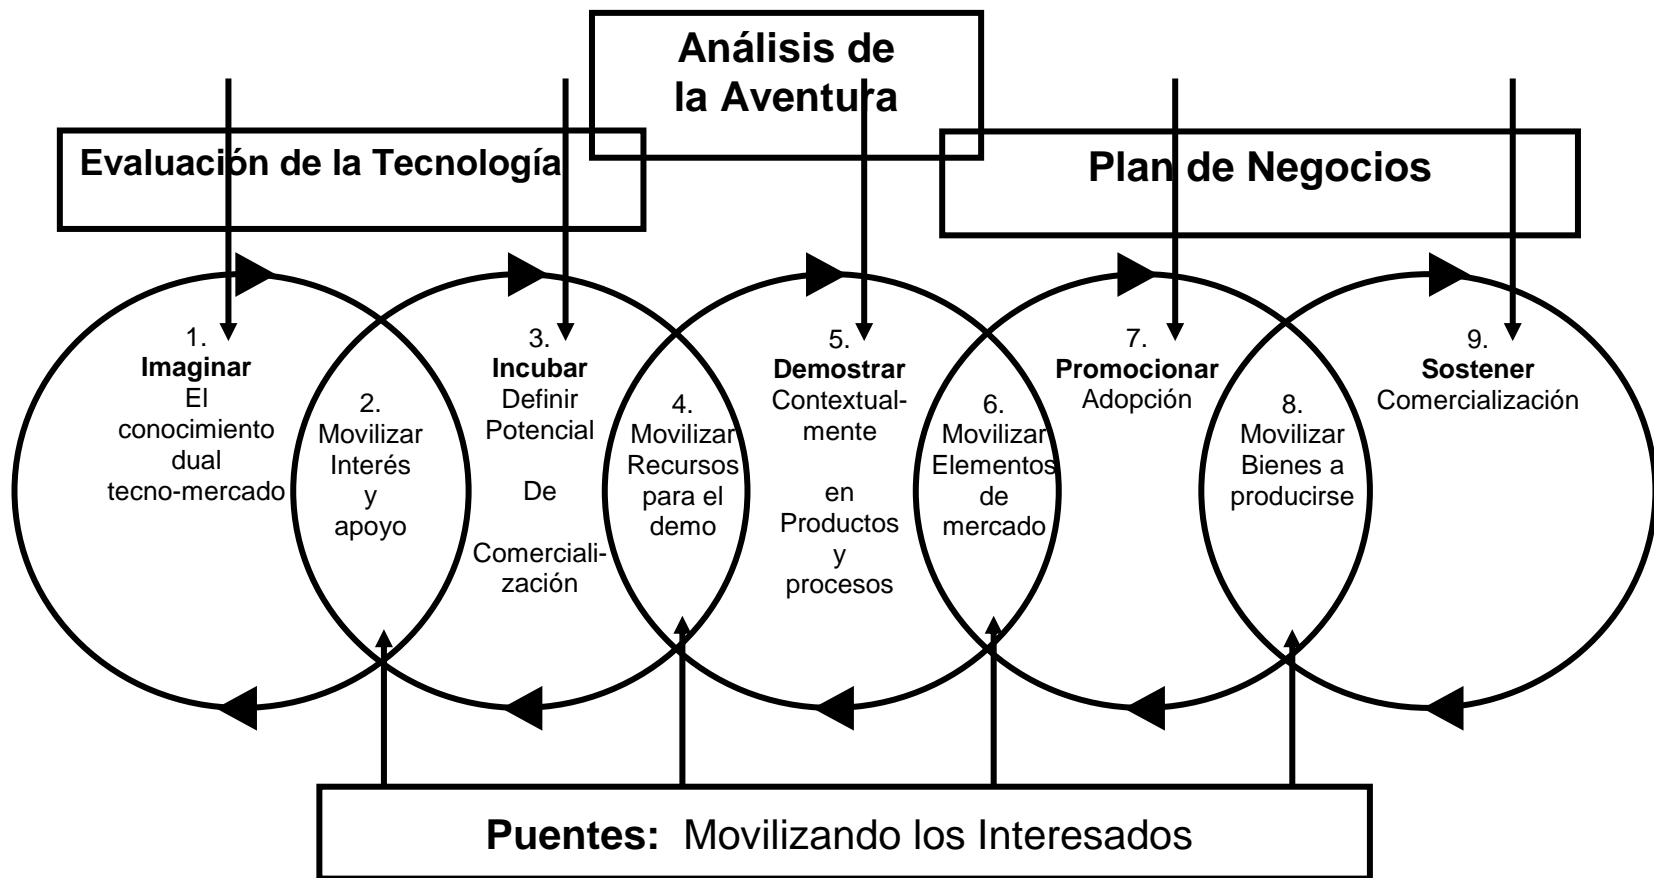 Análisis de
la Aventura
Evaluación de la Tecnología
Plan de Negocios
1.
Imaginar
El
conocimiento
dual
tecno-mercado
2.
Movilizar
Interés
y
apoyo
3.
Incubar
Definir
Potencial
De
Comerciali-
zación
4.
Movilizar
Recursos
para el
demo
5.
Demostrar
Contextual-
mente
en
Productos
y
procesos
6.
Movilizar
Elementos
de
mercado
7.
Promocionar
Adopción
8.
Movilizar
Bienes a
producirse
9.
Sostener
Comercialización
Puentes: Movilizando los Interesados